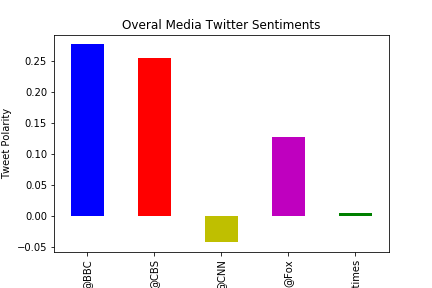 Overal Media Twitter Sentiments
Tweet Polarity
0.25
0.20
0.15
0.10
0.05
0.00
−0.05
@BBC
@CBS
@CNN
@Fox
times